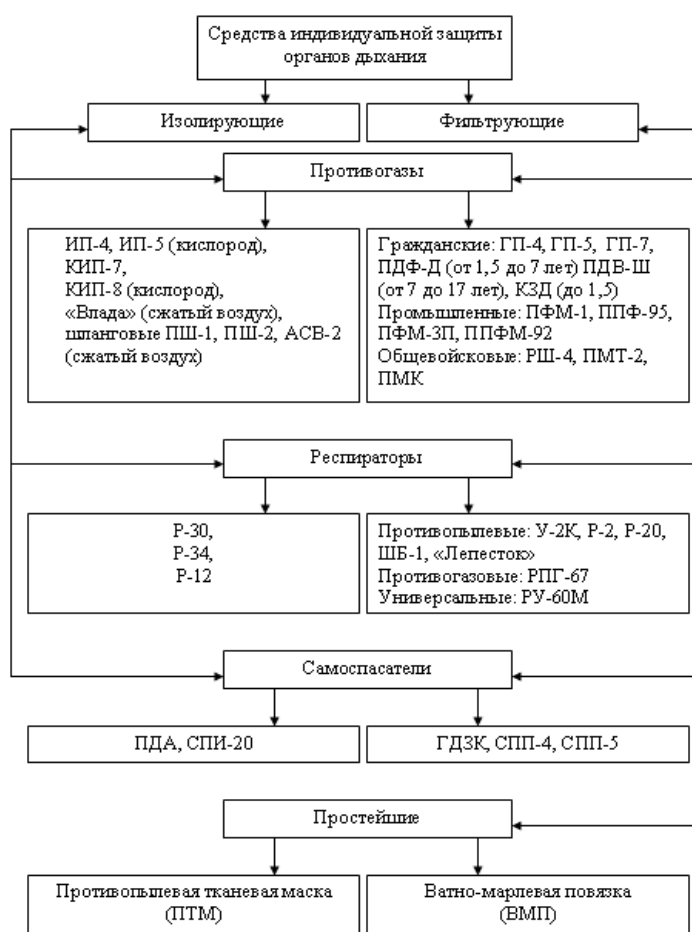 Средства индивидуальной защиты
органов дыхания
Изолирующие
Фильтрующие
Противогазы
ИП-4, ИП-5 (кислород),
КИП-7,
КИП-8 (кислород),
«Влада» (сжатый воздух),
шланговые ПШ-1, ПШ-2, АСВ-2
(сжатый воздух)
Гражданские: ГП-4, ГП-5, ГП-7,
ПДФ-Д (от 1,5 до 7 лет) ПДВ-Ш
(от 7 до 17 лет), КЗД (до 1,5)
Промышленные: ПФМ-1, ППФ-95,
ПФМ-3П, ППФМ-92
Общевойсковые: РШ-4, ПМТ-2,
ПМК
Респираторы
Р-30,
Р-34,
Р-12
Противопылевые: У-2К, Р-2, Р-20,
ШБ-1, «Лепесток»
Противогазовые: РПГ-67
Универсальные: РУ-60М
Самоспасатели
ПДА, СПИ-20
ГДЗК, СПП-4, СПП-5
Простейшие
Противопылевая тканевая маска
(ПТМ)
Ватно-марлевая повязка
(ВМП)